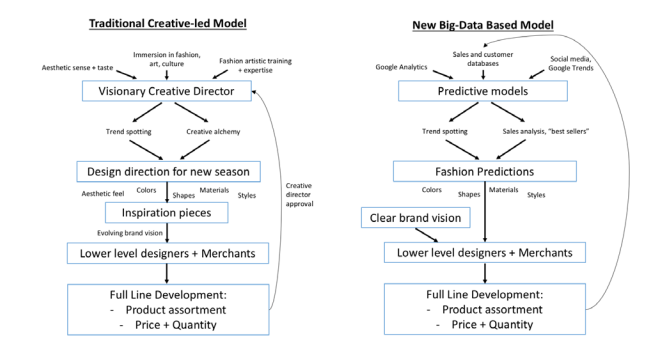 Traditional Creative-led Model
Immersion in fashion,
art, culture
Aesthetic sense + taste
Fashion artistic training
+ expertise
Visionary Creative Director
Trend spotting
Creative alchemy
Design direction for new season
Aesthetic feel
Colors
Shapes
Materials
Styles
Creative
director
approval
Inspiration pieces
Evolving brand vision
Lower level designers + Merchants
Full Line Development:
- Product assortment
- Price + Quantity
New Big-Data Based Model
Sales and customer
databases
Google Analytics
Social media,
Google Trends
Predictive models
Trend spotting
Sales analysis, "best sellers"
Fashion Predictions
Colors
Shapes
Materials
Styles
Clear brand vision
Lower level designers + Merchants
Full Line Development:
- Product assortment
- Price + Quantity